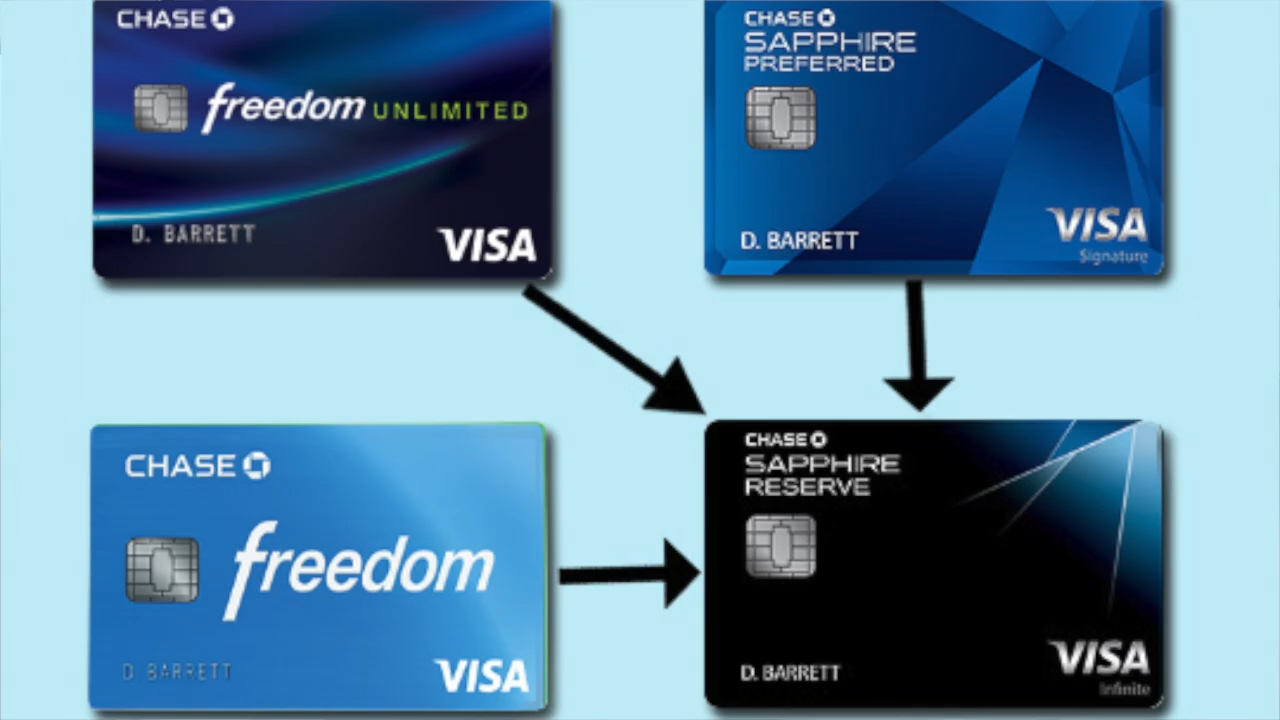 CHASE
freedom UNLIMITED
D. BARRETT
VISA
CHASE
SAPPHIRE
PREFERRED
D. BARRETT
VISA
Signature
CHASE
freedom
D BARRETT
VISA
CHASE
SAPPHIRE
RESERVE
D. BARRETT
VISA
Infinite